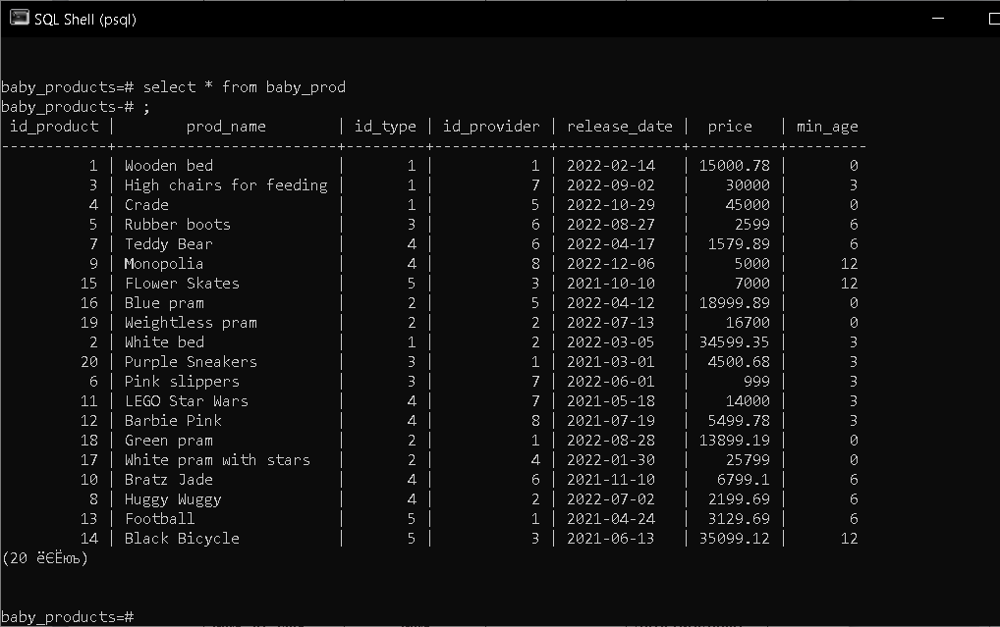 SQL Shell (psql)
baby_products=# select * from baby_prod
baby_products-# ;
 id_product |        prod_name        | id_type | id_provider | release_date |  price   | min_age
------------+-------------------------+---------+-------------+--------------+----------+---------
          1 | Wooden bed              |       1 |           1 | 2022-02-14   | 15000.78 |       0
          3 | High chairs for feeding |       1 |           7 | 2022-09-02   |    30000 |       3
          4 | Crade                   |       1 |           5 | 2022-10-29   |    45000 |       0
          5 | Rubber boots            |       3 |           6 | 2022-08-27   |     2599 |       6
          7 | Teddy Bear              |       4 |           6 | 2022-04-17   |  1579.89 |       6
          9 | Monopolia               |       4 |           8 | 2022-12-06   |     5000 |      12
         15 | FLower Skates           |       5 |           3 | 2021-10-10   |     7000 |      12
         16 | Blue pram               |       2 |           5 | 2022-04-12   | 18999.89 |       0
         19 | Weightless pram         |       2 |           2 | 2022-07-13   |    16700 |       0
          2 | White bed               |       1 |           2 | 2022-03-05   | 34599.35 |       3
         20 | Purple Sneakers         |       3 |           1 | 2021-03-01   |  4500.68 |       3
          6 | Pink slippers           |       3 |           7 | 2022-06-01   |      999 |       3
         11 | LEGO Star Wars          |       4 |           7 | 2021-05-18   |    14000 |       3
         12 | Barbie Pink             |       4 |           8 | 2021-07-19   |  5499.78 |       3
         18 | Green pram              |       2 |           1 | 2022-08-28   | 13899.19 |       0
         17 | White pram with stars   |       2 |           4 | 2022-01-30   |    25799 |       0
         10 | Bratz Jade              |       4 |           6 | 2021-11-10   |   6799.1 |       6
          8 | Huggy Wuggy             |       4 |           2 | 2022-07-02   |  2199.69 |       6
         13 | Football                |       5 |           1 | 2021-04-24   |  3129.69 |       6
         14 | Black Bicycle           |       5 |           3 | 2021-06-13   | 35099.12 |      12
(20 ёЄЁюъ)
baby_products=#